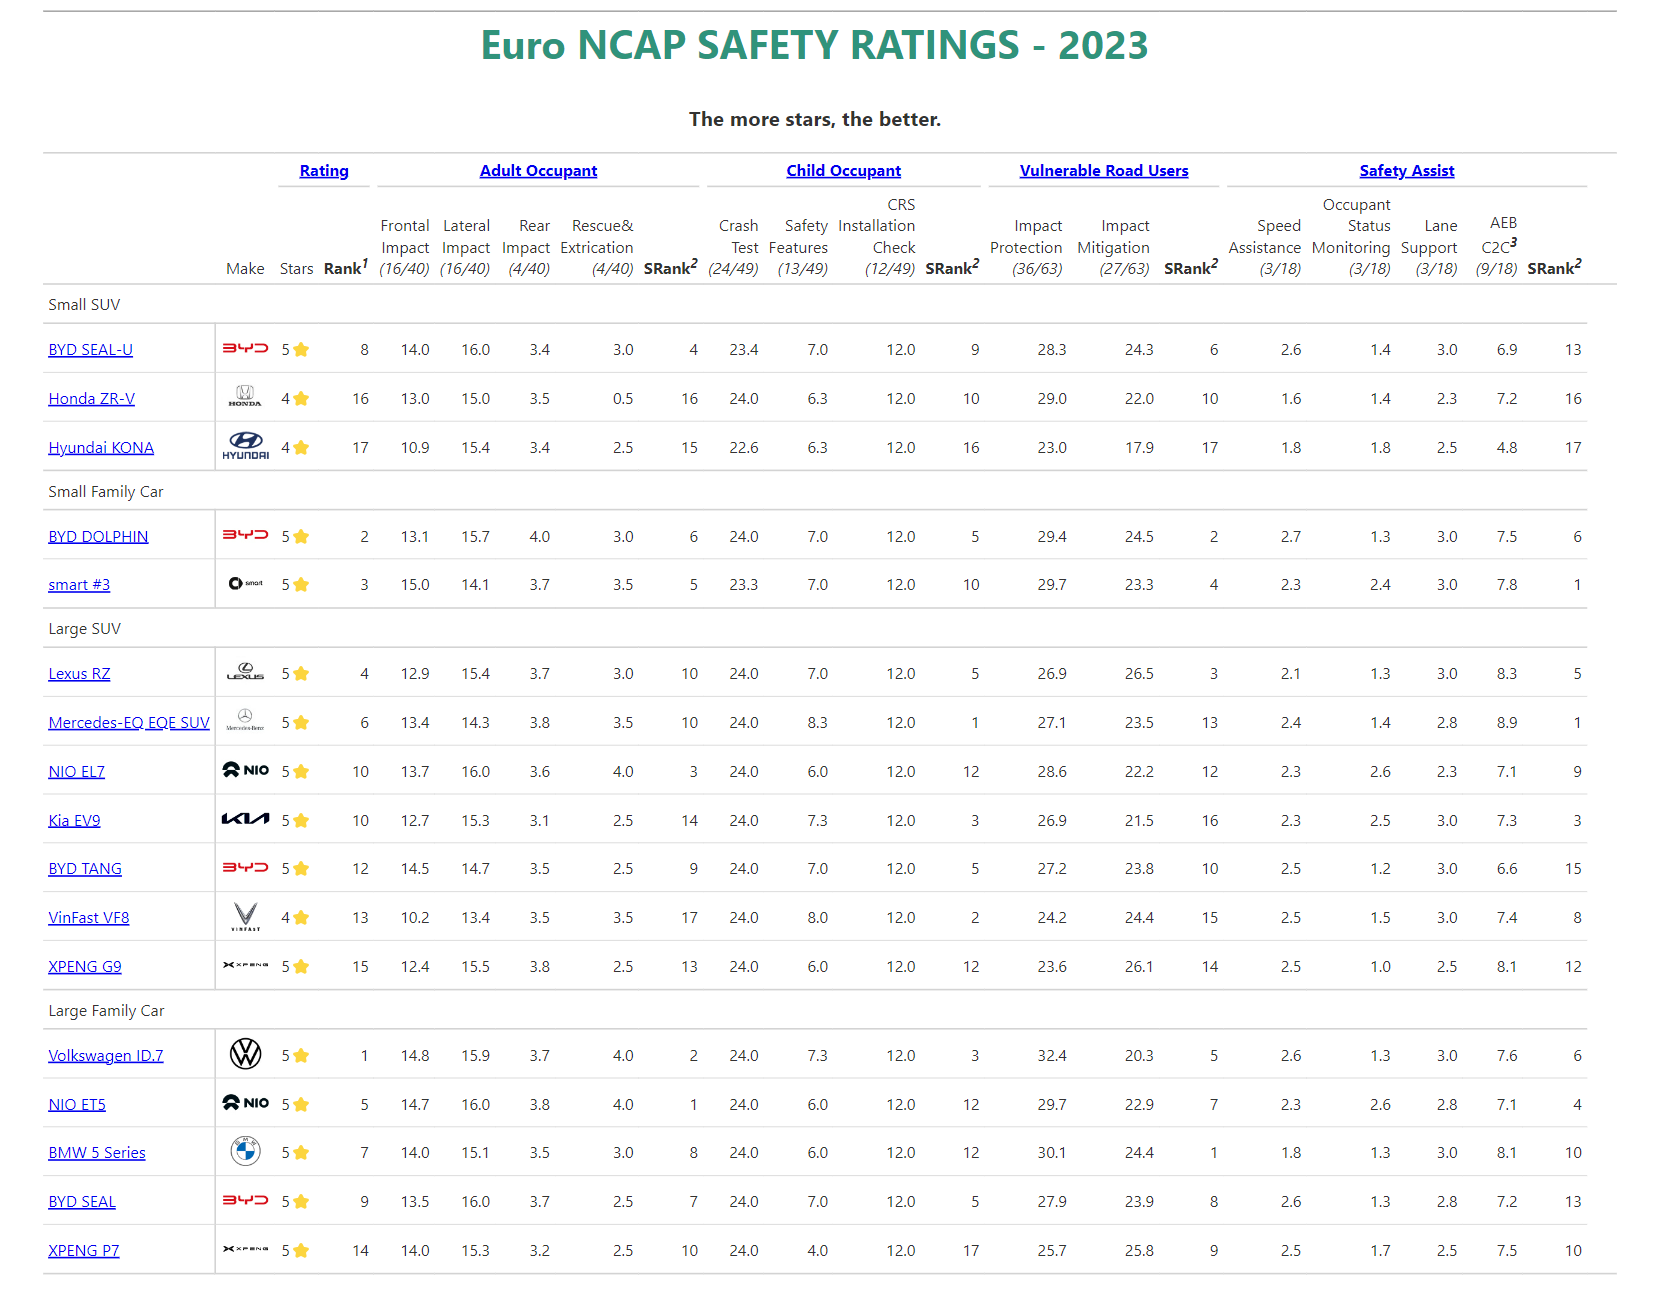 Euro NCAP SAFETY RATINGS - 2023
The more stars, the better.
Rating Adult Occupant Child Occupant Vulnerable Road Users Safety Assist
Make Stars Rank1 Frontal Impact (16/40) Lateral Impact (16/40) Rear Impact (4/40) Rescue& Extrication (4/40) SRank2 Crash Test (24/49) Safety Features (13/49) CRS Installation Check (12/49) SRank2 Impact Protection (36/63) Impact Mitigation (27/63) SRank2 Speed Assistance (3/18) Occupant Status Monitoring (3/18) Lane Support (3/18) AEB C2C3 (9/18) SRank2
Small SUV
BYD SEAL-U BYD 5 8 14.0 16.0 3.4 3.0 4 23.4 7.0 12.0 9 28.3 24.3 6 2.6 1.4 3.0 6.9 13
Honda ZR-V HONDA 4 16 13.0 15.0 3.5 0.5 16 24.0 6.3 12.0 10 29.0 22.0 10 1.6 1.4 2.3 7.2 16
Hyundai KONA HYUNDAI 4 17 10.9 15.4 3.4 2.5 15 22.6 6.3 12.0 16 23.0 17.9 17 1.8 1.8 2.5 4.8 17
Small Family Car
BYD DOLPHIN BYD 5 2 13.1 15.7 4.0 3.0 6 24.0 7.0 12.0 5 29.4 24.5 2 2.7 1.3 3.0 7.5 6
smart #3 smart 5 3 15.0 14.1 3.7 3.5 5 23.3 7.0 12.0 10 29.7 23.3 4 2.3 2.4 3.0 7.8 1
Large SUV
Lexus RZ LEXUS 5 4 12.9 15.4 3.7 3.0 10 24.0 7.0 12.0 5 26.9 26.5 3 2.1 1.3 3.0 8.3 5
Mercedes-EQ EQE SUV Mercedes-Benz 5 6 13.4 14.3 3.8 3.5 10 24.0 8.3 12.0 1 27.1 23.5 13 2.4 1.4 2.8 8.9 1
NIO EL7 NIO 5 10 13.7 16.0 3.6 4.0 3 24.0 6.0 12.0 12 28.6 22.2 12 2.3 2.6 2.3 7.1 9
Kia EV9 KIA 5 10 12.7 15.3 3.1 2.5 14 24.0 7.3 12.0 3 26.9 21.5 16 2.3 2.5 3.0 7.3 3
BYD TANG BYD 5 12 14.5 14.7 3.5 2.5 9 24.0 7.0 12.0 5 27.2 23.8 10 2.5 1.2 3.0 6.6 15
VinFast VF8 VINFAST 4 13 10.2 13.4 3.5 3.5 17 24.0 8.0 12.0 2 24.2 24.4 15 2.5 1.5 3.0 7.4 8
XPENG G9 XPENG 5 15 12.4 15.5 3.8 2.5 13 24.0 6.0 12.0 12 23.6 26.1 14 2.5 1.0 2.5 8.1 12
Large Family Car
Volkswagen ID.7 VW 5 1 14.8 15.9 3.7 4.0 2 24.0 7.3 12.0 3 32.4 20.3 5 2.6 1.3 3.0 7.6 6
NIO ET5 NIO 5 5 14.7 16.0 3.8 4.0 1 24.0 6.0 12.0 12 29.7 22.9 7 2.3 2.6 2.8 7.1 4
BMW 5 Series BMW 5 7 14.0 15.1 3.5 3.0 8 24.0 6.0 12.0 12 30.1 24.4 1 1.8 1.3 3.0 8.1 10
BYD SEAL BYD 5 9 13.5 16.0 3.7 2.5 7 24.0 7.0 12.0 5 27.9 23.9 8 2.6 1.3 2.8 7.2 13
XPENG P7 XPENG 5 14 14.0 15.3 3.2 2.5 10 24.0 4.0 12.0 17 25.7 25.8 9 2.5 1.7 2.5 7.5 10